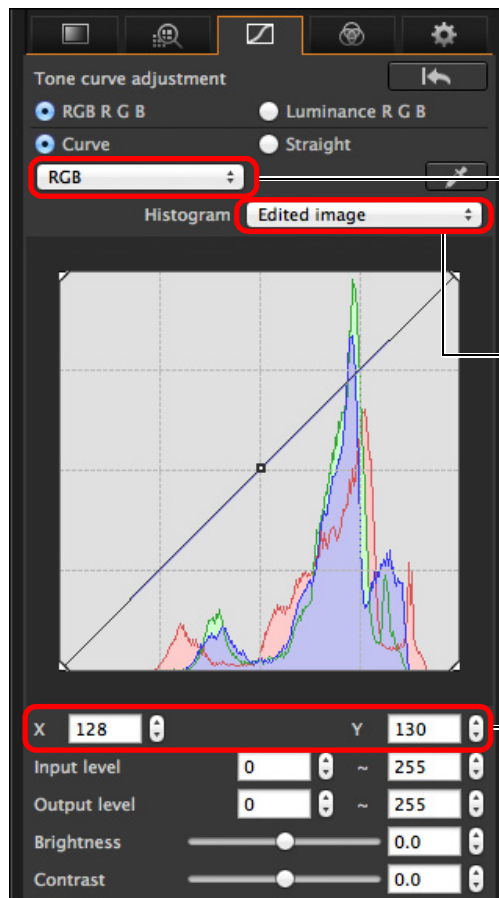 Tone curve adjustment
RGB R G B Luminance R G B
Curve Straight
RGB
Histogram Edited image
X 128 Y 130
Input level 0 ~ 255
Output level 0 ~ 255
Brightness 0.0
Contrast 0.0